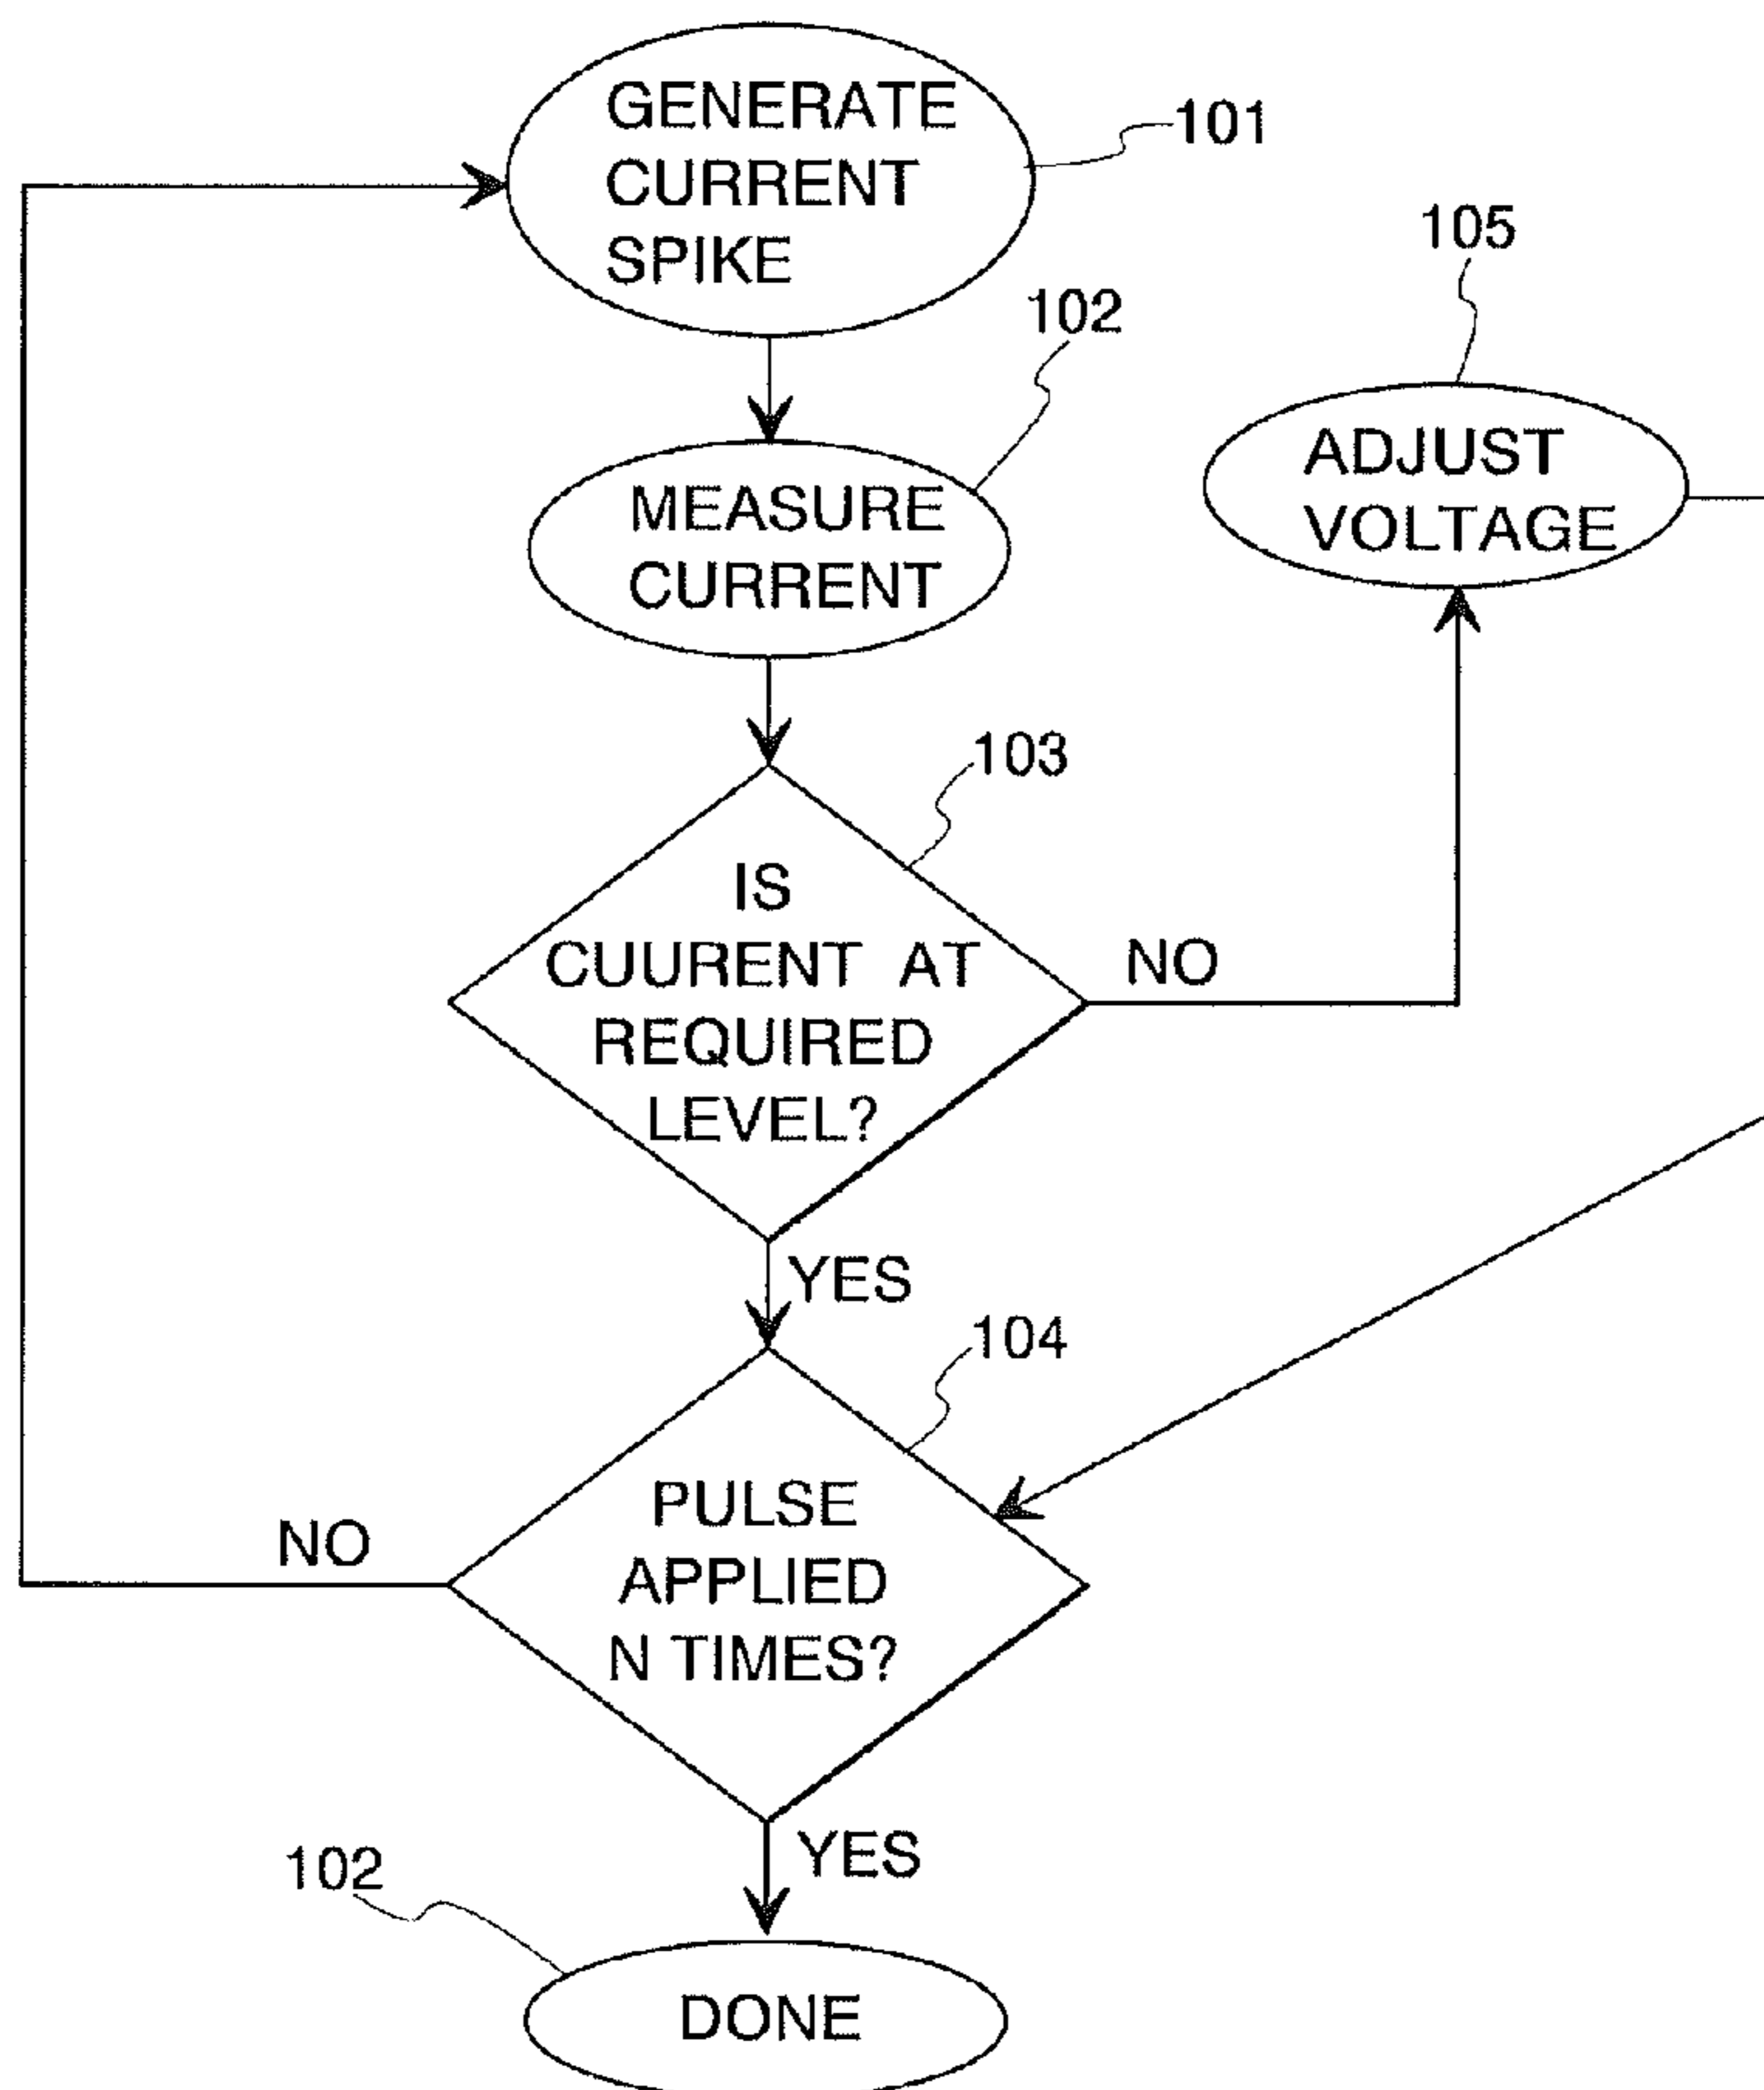 GENERATE
CURRENT
SPIKE
101
102
MEASURE
CURRENT
105
ADJUST
VOLTAGE
103
IS
CUURENT AT
REQUIRED
LEVEL?
NO
YES
104
PULSE
APPLIED
N TIMES?
NO
YES
102
DONE